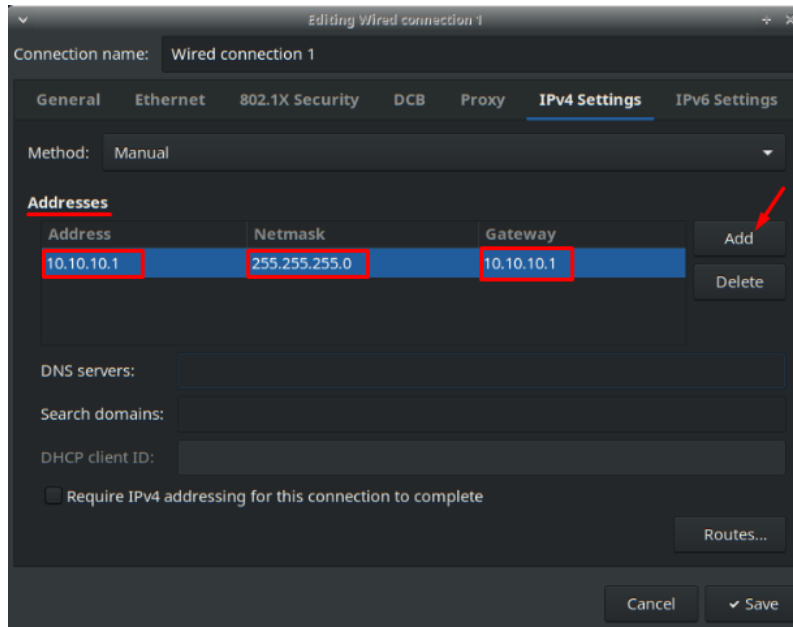 Editing Wired connection 1
Connection name: Wired connection 1
General Ethernet 802.1X Security DCB Proxy IPv4 Settings IPv6 Settings
Method: Manual
Addresses
Address Netmask Gateway
Add
10.10.10.1 255.255.255.0 10.10.10.1
Delete
DNS servers:
Search domains:
DHCP client ID:
Require IPv4 addressing for this connection to complete
Routes...
Cancel Save